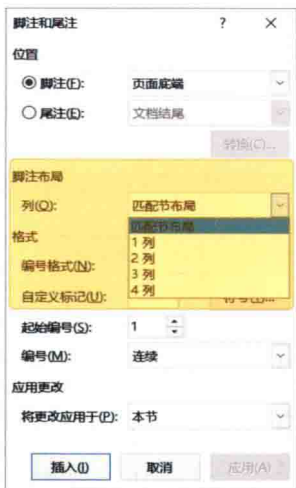 脚注和尾注 ? ×
位置
脚注(F): 页面底端
尾注(E): 文档结尾
转换(C)...
脚注布局
列(O): 匹配节布局
匹配节布局
格式
1 列
2 列
编号格式(N):
3 列
自定义标记(U):
4 列
起始编号(S): 1
编号(M): 连续
应用更改
将更改应用于(P): 本节
插入(I) 取消 应用(A)